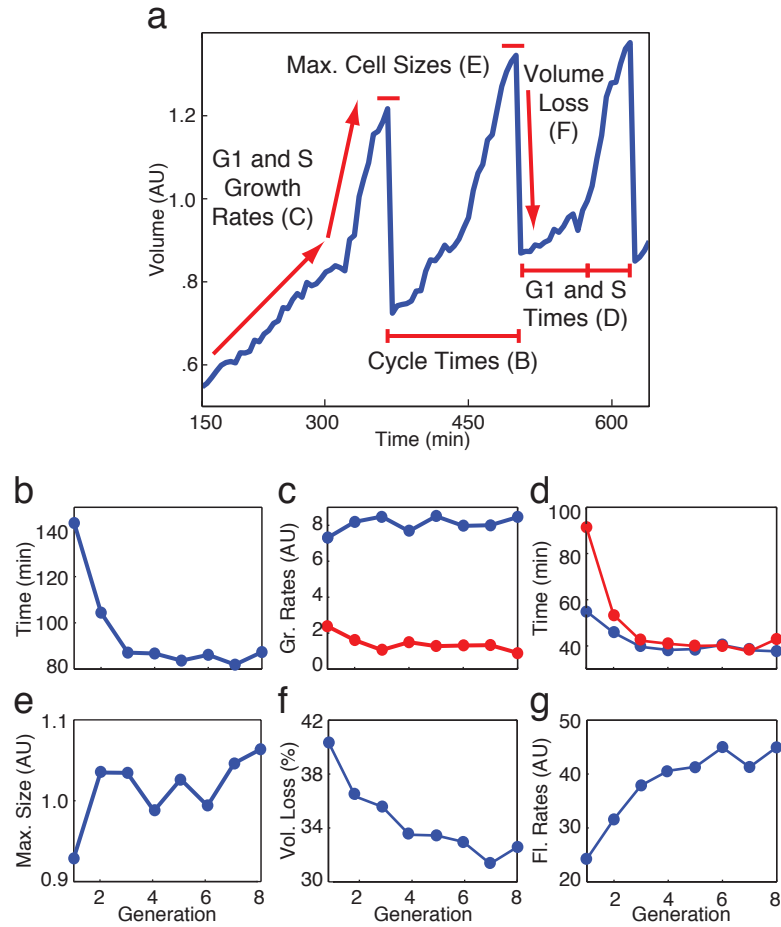 a
Max. Cell Sizes (E)
Volume
Loss
(F)
G1 and S
Growth
Rates (C)
G1 and S
Times (D)
Cycle Times (B)
Volume (AU)
1.2
1.0
.8
.6
150 300 450 600
Time (min)
b
Time (min)
140
120
100
80
c
Gr. Rates (AU)
8
6
4
2
0
d
Time (min)
100
80
60
40
e
Max. Size (AU)
1.1
1.0
0.9
2 4 6 8
Generation
f
Vol. Loss (%)
42
38
34
30
2 4 6 8
Generation
g
Fl. Rates (AU)
50
40
30
20
2 4 6 8
Generation